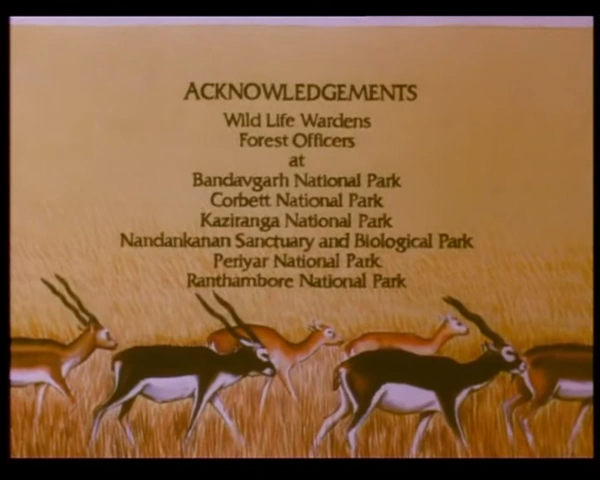 ACKNOWLEDGEMENTS
Wild Life Wardens
Forest Officers
at
Bandavgarh National Park
Corbett National Park
Kaziranga National Park
Nandankanan Sanctuary and Biological Park
Periyar National Park
Ranthambore National Park